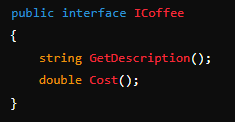 public interface ICoffee
{
    string GetDescription();
    double Cost();
}